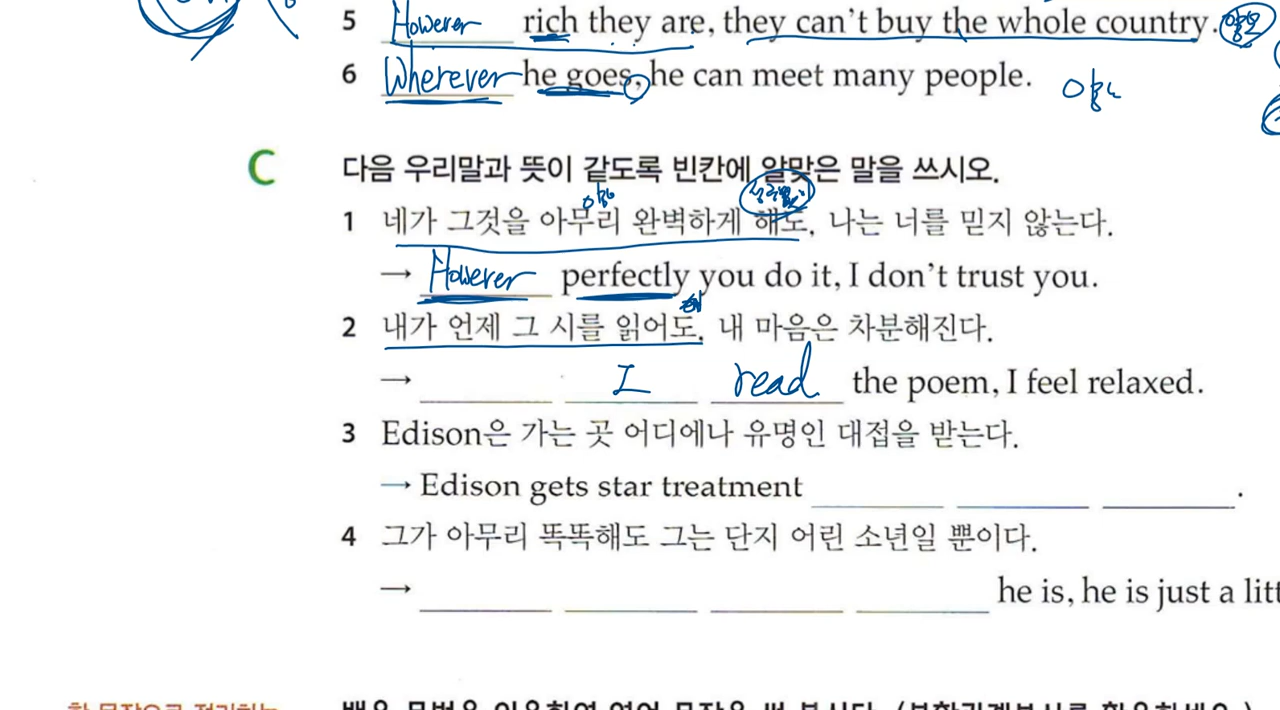 5 However rich they are, they can't buy the whole country.
6 Wherever he goes, he can meet many people.
C 다음 우리말과 뜻이 같도록 빈칸에 알맞은 말을 쓰시오.
1 네가 그것을 아무리 완벽하게 해도, 나는 너를 믿지 않는다.
→ However perfectly you do it, I don't trust you.
2 내가 언제 그 시를 읽어도, 내 마음은 차분해진다.
→ I read the poem, I feel relaxed.
3 Edison은 가는 곳 어디에나 유명인 대접을 받는다.
→ Edison gets star treatment .
4 그가 아무리 똑똑해도 그는 단지 어린 소년일 뿐이다.
→ he is, he is just a litt